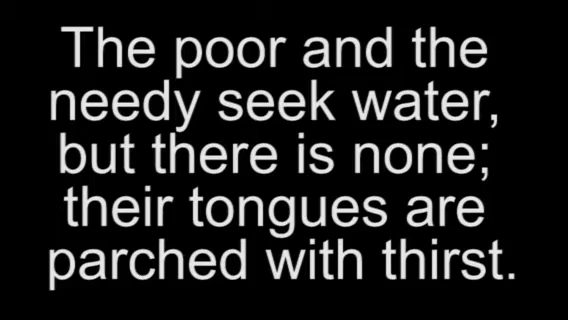 The poor and the
needy seek water,
but there is none;
their tongues are
parched with thirst.